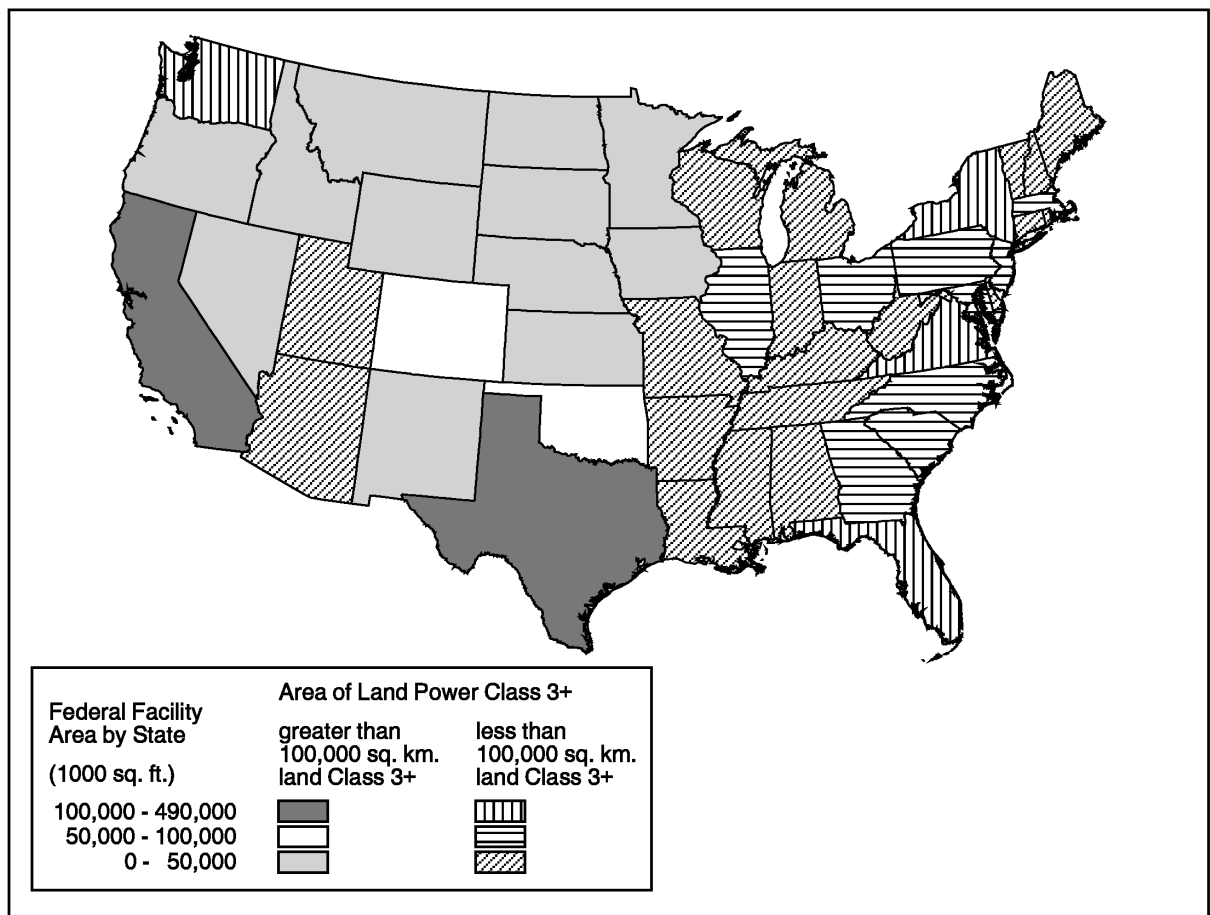 Area of Land Power Class 3+
Federal Facility
Area by State
(1000 sq. ft.)
greater than
100,000 sq. km.
land Class 3+
less than
100,000 sq. km.
land Class 3+
100,000 - 490,000
50,000 - 100,000
0 - 50,000